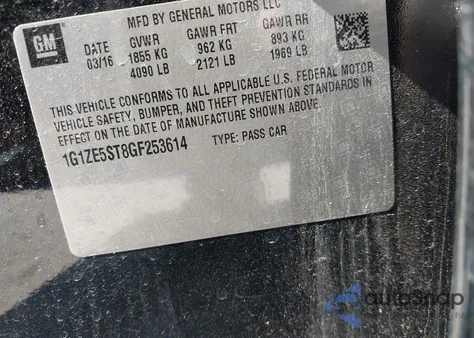 MFD BY GENERAL MOTORS LLC
GM
DATE GVWR GAWR FRT GAWR RR
03/16 1855 KG 962 KG 893 KG
4090 LB 2121 LB 1969 LB
THIS VEHICLE CONFORMS TO ALL APPLICABLE U.S. FEDERAL MOTOR
VEHICLE SAFETY, BUMPER, AND THEFT PREVENTION STANDARDS IN
EFFECT ON THE DATE OF MANUFACTURE SHOWN ABOVE.
1G1ZE5ST8GF253614 TYPE: PASS CAR
autoSnap